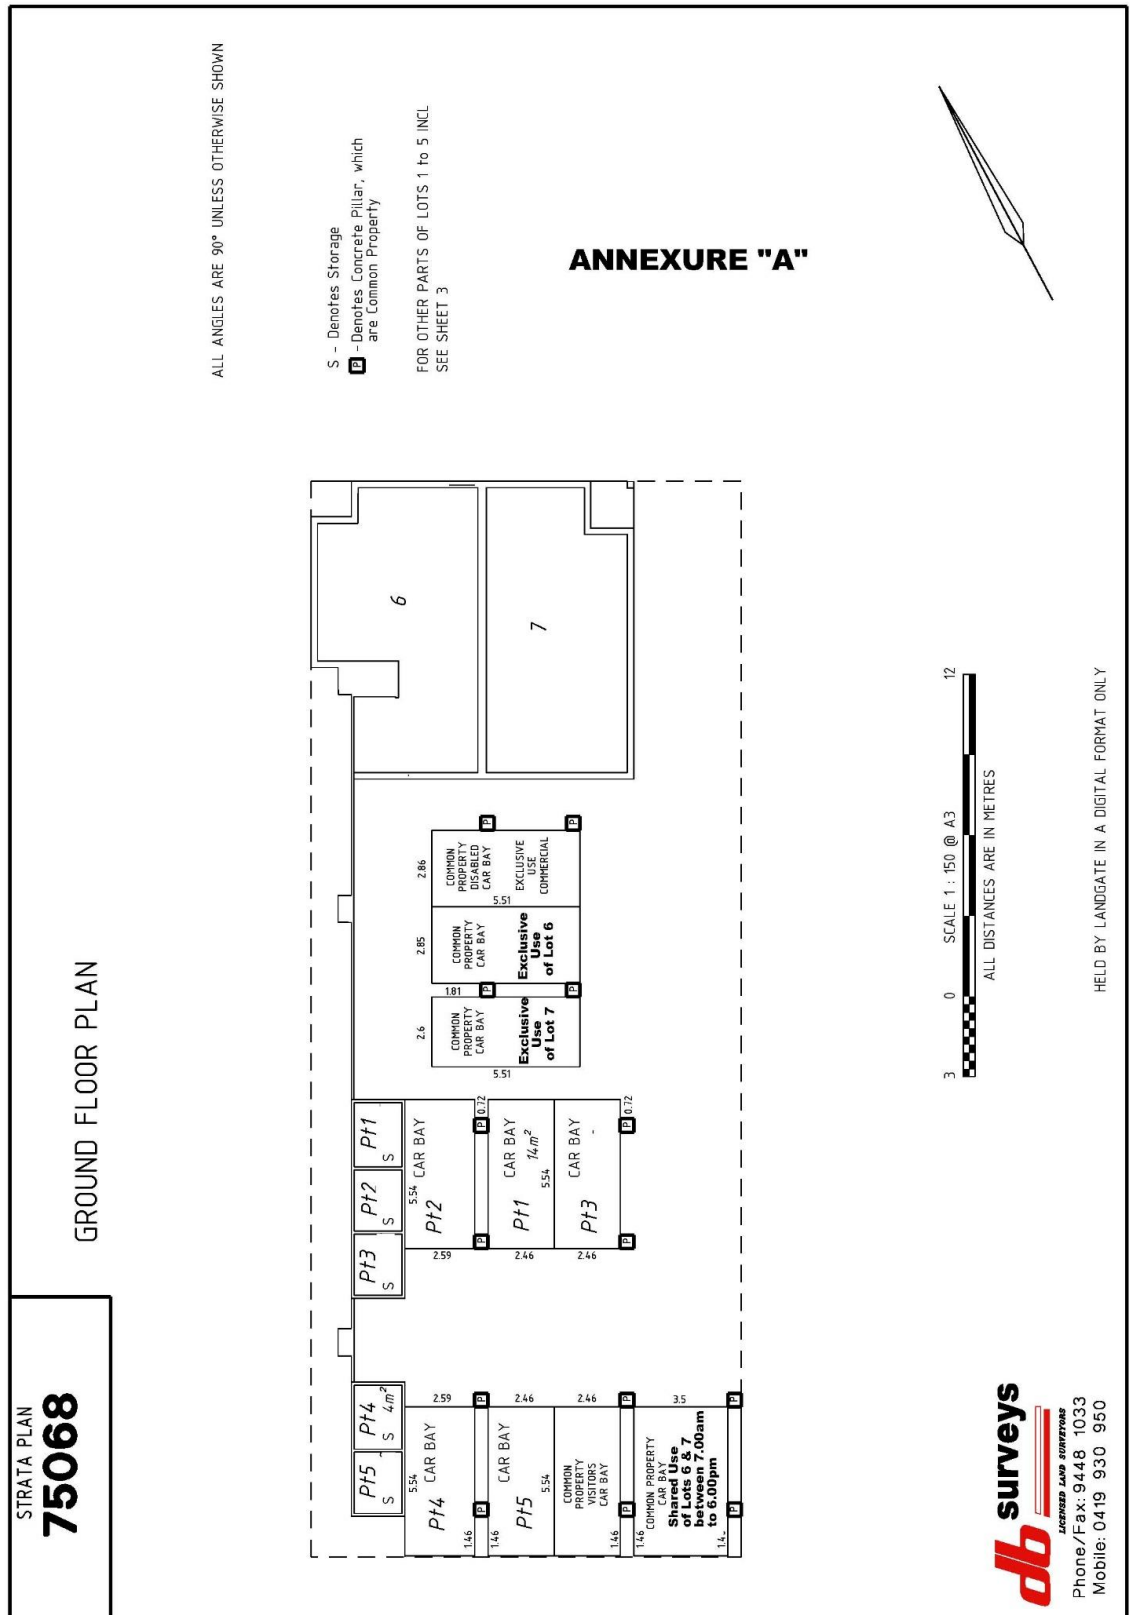 STRATA PLAN
75068
GROUND FLOOR PLAN
ALL ANGLES ARE 90° UNLESS OTHERWISE SHOWN
S - Denotes Storage
P - Denotes Concrete Pillar, which
are Common Property
FOR OTHER PARTS OF LOTS 1 to 5 INCL
SEE SHEET 3
ANNEXURE "A"
6
7
COMMON
PROPERTY
DISABLED
CAR BAY
EXCLUSIVE
USE
COMMERCIAL
2.86
5.51
COMMON
PROPERTY
CAR BAY
Exclusive
Use
of Lot 6
2.85
1.81
P
P
P
P
COMMON
PROPERTY
CAR BAY
Exclusive
Use
of Lot 7
2.6
5.51
Pt1
S
Pt2
S
Pt3
S
CAR BAY
Pt2
5.54
2.59
0.72
P
P
CAR BAY
14m²
Pt1
5.54
2.46
CAR BAY
Pt3
2.46
0.72
P
P
Pt4
S 4m²
Pt5
S
2.59
CAR BAY
Pt4
5.54
1.46
P
P
2.46
CAR BAY
Pt5
5.54
1.46
2.46
COMMON
PROPERTY
VISITORS
CAR BAY
1.46
P
P
3.5
COMMON PROPERTY
CAR BAY
Shared Use
of Lots 6 & 7
between 7.00am
to 6.00pm
1.46
1.4
P
P
3 0 SCALE 1 : 150 @ A3 12
ALL DISTANCES ARE IN METRES
HELD BY LANDGATE IN A DIGITAL FORMAT ONLY
db surveys
LICENSED LAND SURVEYORS
Phone/Fax: 9448 1033
Mobile: 0419 930 950